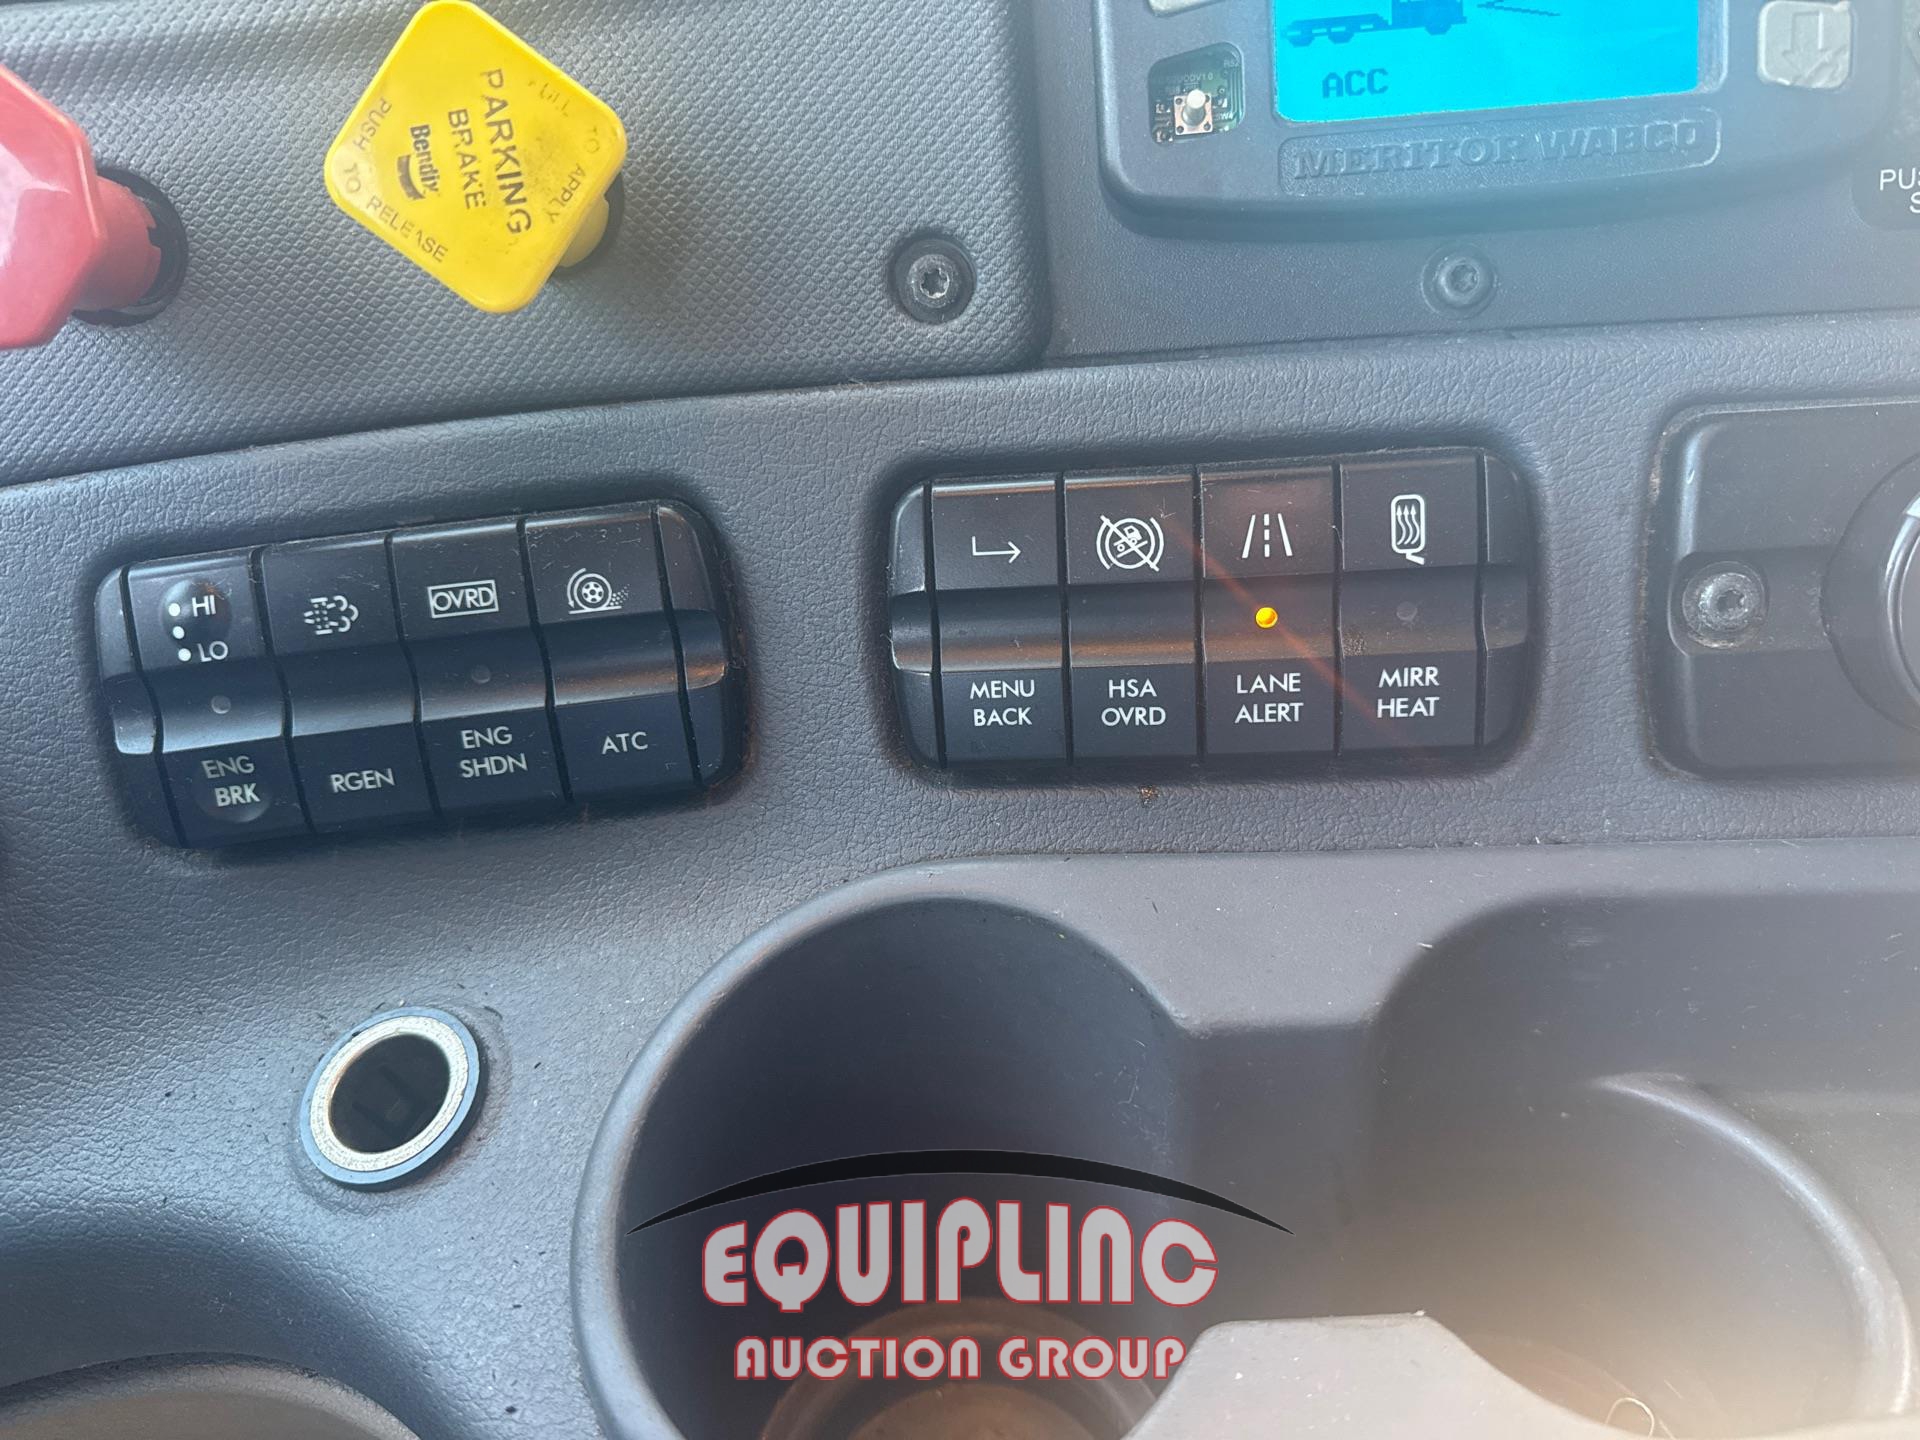 PULL TO APPLY
PARKING
BRAKE
Bendix
PUSH TO RELEASE
ACC
MERITOR WABCO
HI
LO
ENG
BRK
RGEN
OVRD
ENG
SHDN
ATC
MENU
BACK
HSA
OVRD
LANE
ALERT
MIRR
HEAT
EQUIPLINC
AUCTION GROUP